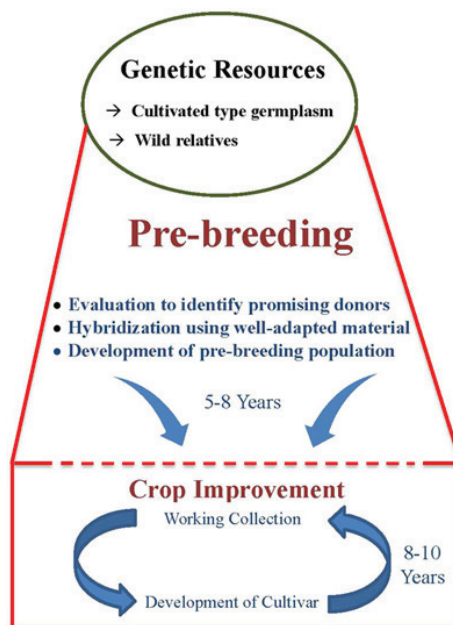 Genetic Resources
→ Cultivated type germplasm
→ Wild relatives
Pre-breeding
• Evaluation to identify promising donors
• Hybridization using well-adapted material
• Development of pre-breeding population
5-8 Years
Crop Improvement
Working Collection
8-10
Years
Development of Cultivar